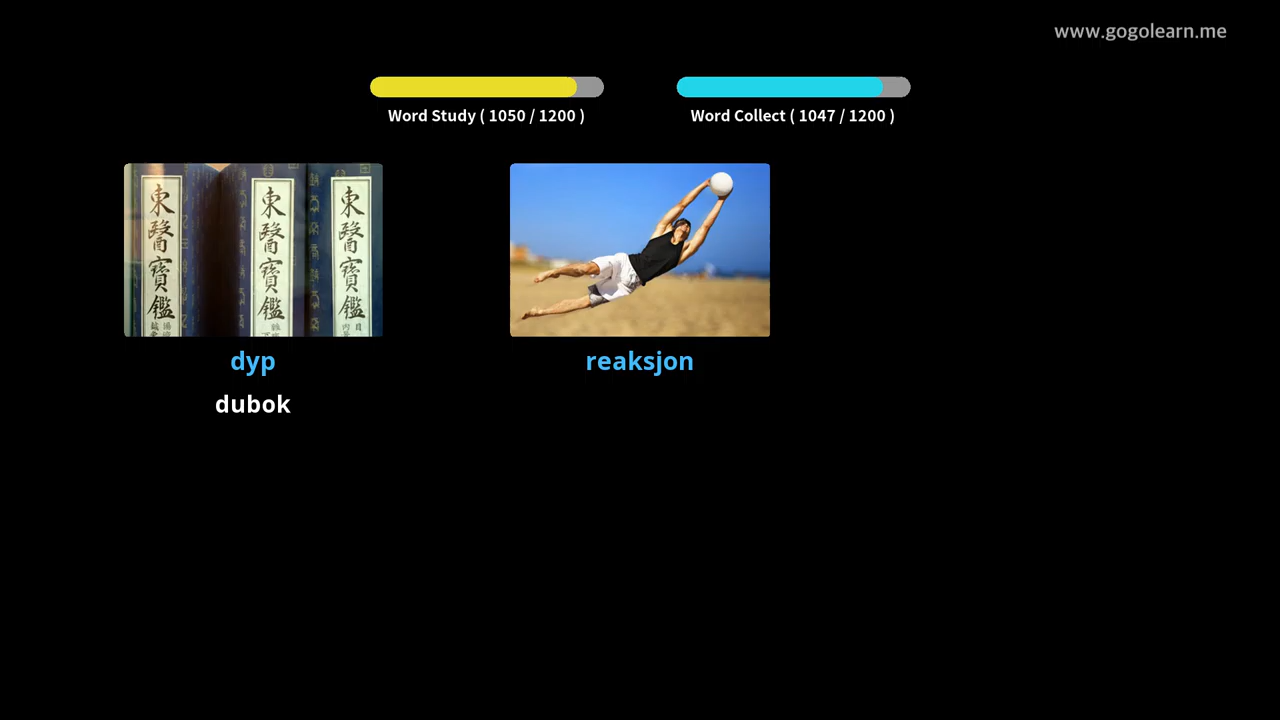 www.gogolearn.me
Word Study ( 1050 / 1200 )
Word Collect ( 1047 / 1200 )
東醫寶鑑
東醫寶鑑
東醫寶鑑
dyp
reaksjon
dubok